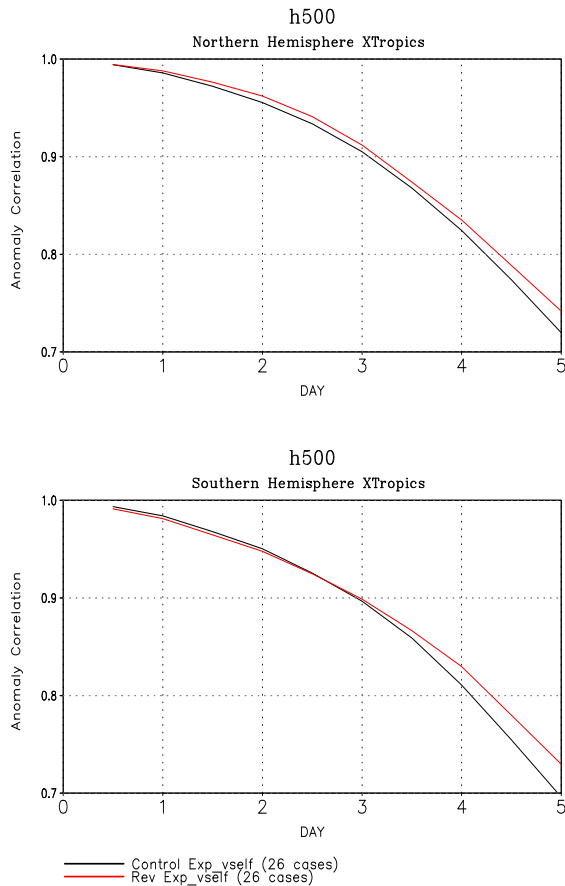 h500
Northern Hemisphere XTropics
1.0
0.9
0.8
0.7
Anomaly Correlation
0 1 2 3 4 5
DAY
h500
Southern Hemisphere XTropics
1.0
0.9
0.8
0.7
Anomaly Correlation
0 1 2 3 4 5
DAY
Control Exp_vself (26 cases)
Rev Exp_vself (26 cases)